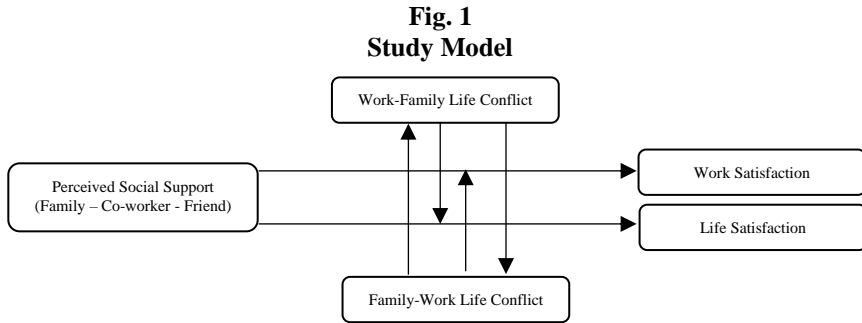 Fig. 1
Study Model
Work-Family Life Conflict
Perceived Social Support
(Family – Co-worker - Friend)
Work Satisfaction
Life Satisfaction
Family-Work Life Conflict